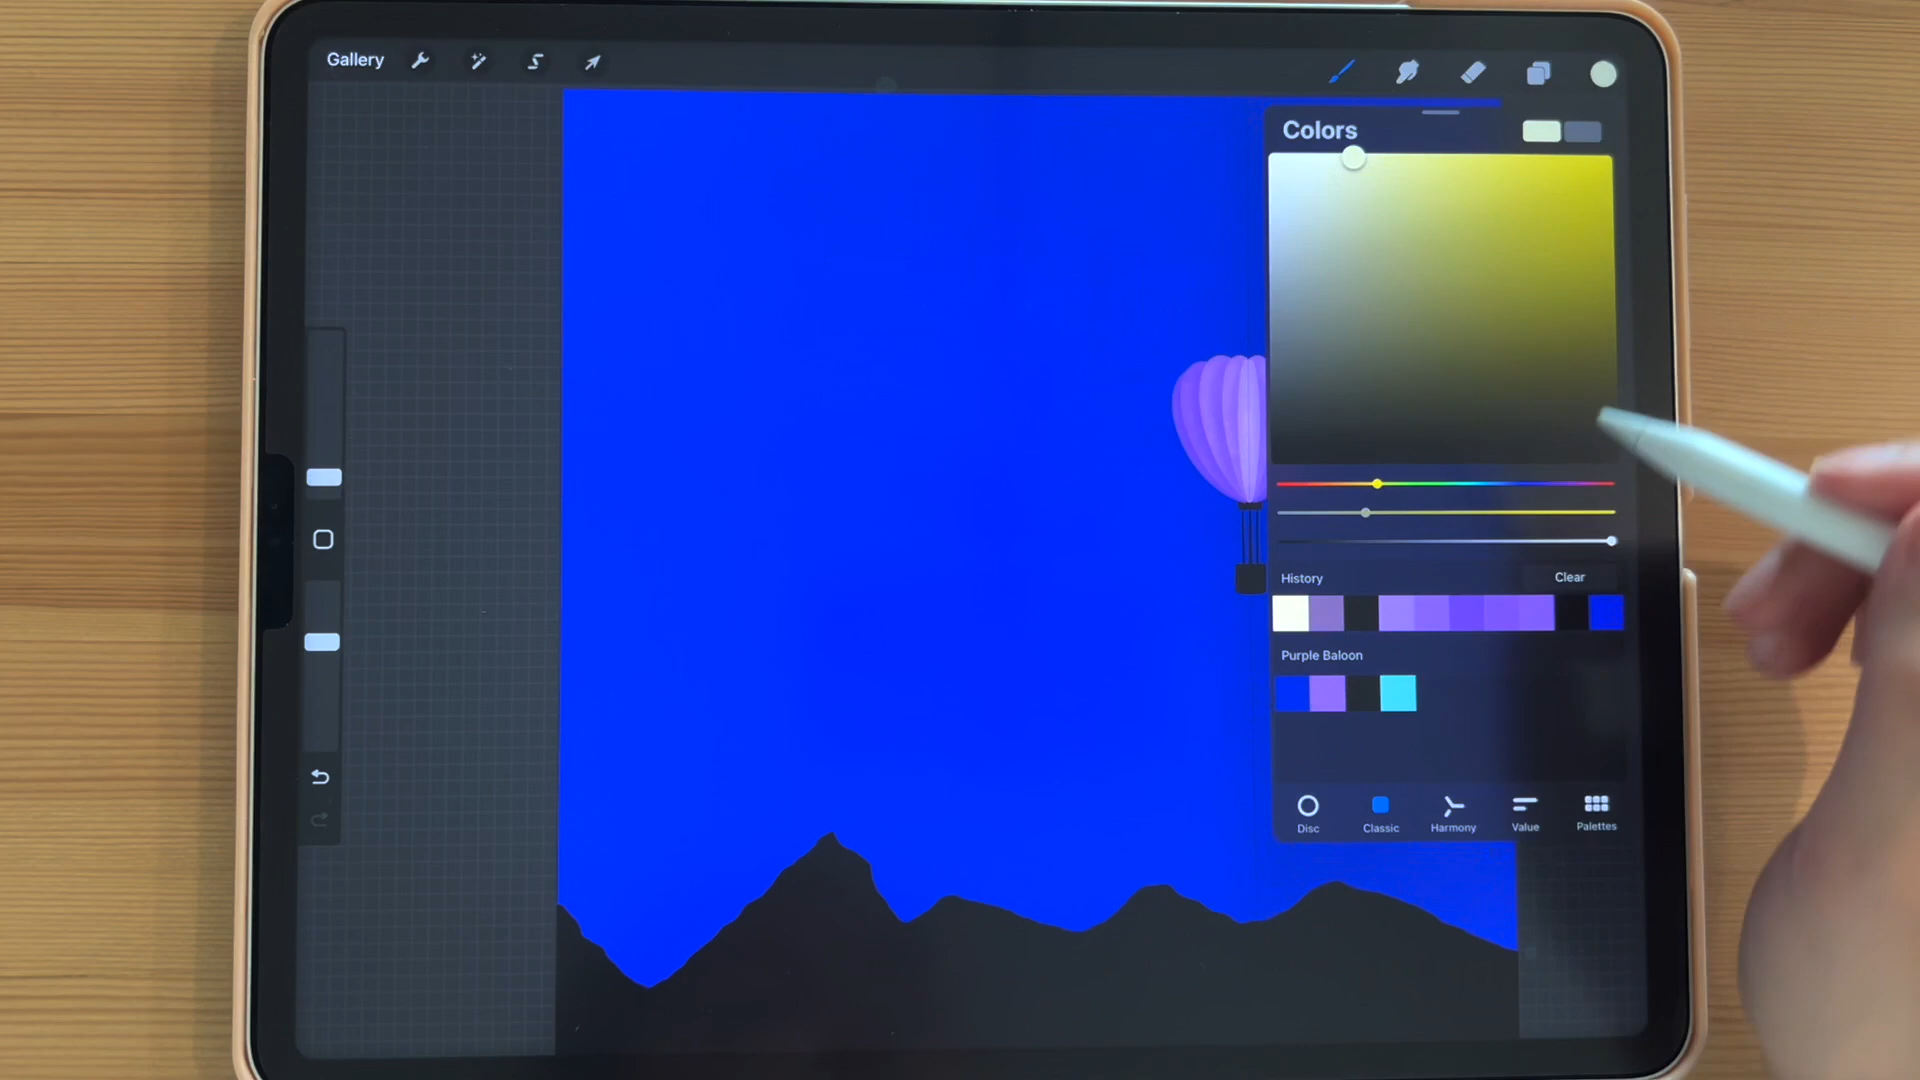 Gallery
Colors
History
Clear
Purple Baloon
Disc
Classic
Harmony
Value
Palettes